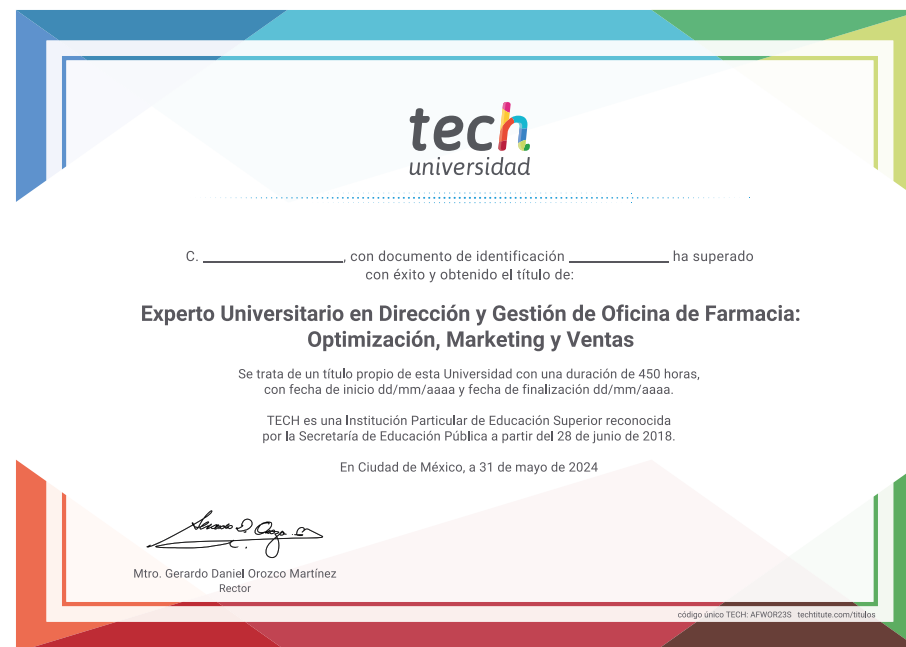 tech
universidad
C. ____________________, con documento de identificación ______________ ha superado
con éxito y obtenido el título de:
Experto Universitario en Dirección y Gestión de Oficina de Farmacia:
Optimización, Marketing y Ventas
Se trata de un título propio de esta Universidad con una duración de 450 horas,
con fecha de inicio dd/mm/aaaa y fecha de finalización dd/mm/aaaa.
TECH es una Institución Particular de Educación Superior reconocida
por la Secretaría de Educación Pública a partir del 28 de junio de 2018.
En Ciudad de México, a 31 de mayo de 2024
Mtro. Gerardo Daniel Orozco Martínez
Rector
código único TECH: AFWOR23S techtitute.com/titulos